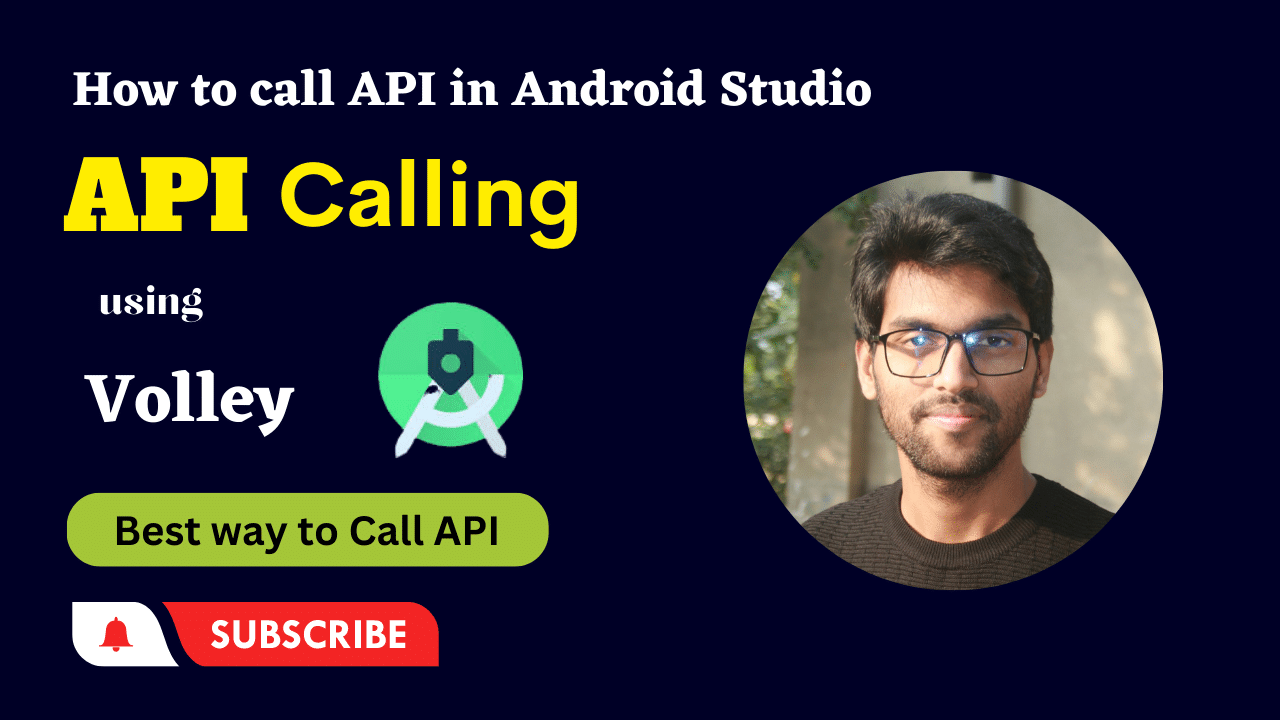 How to call API in Android Studio
API Calling
using
Volley
Best way to Call API
SUBSCRIBE